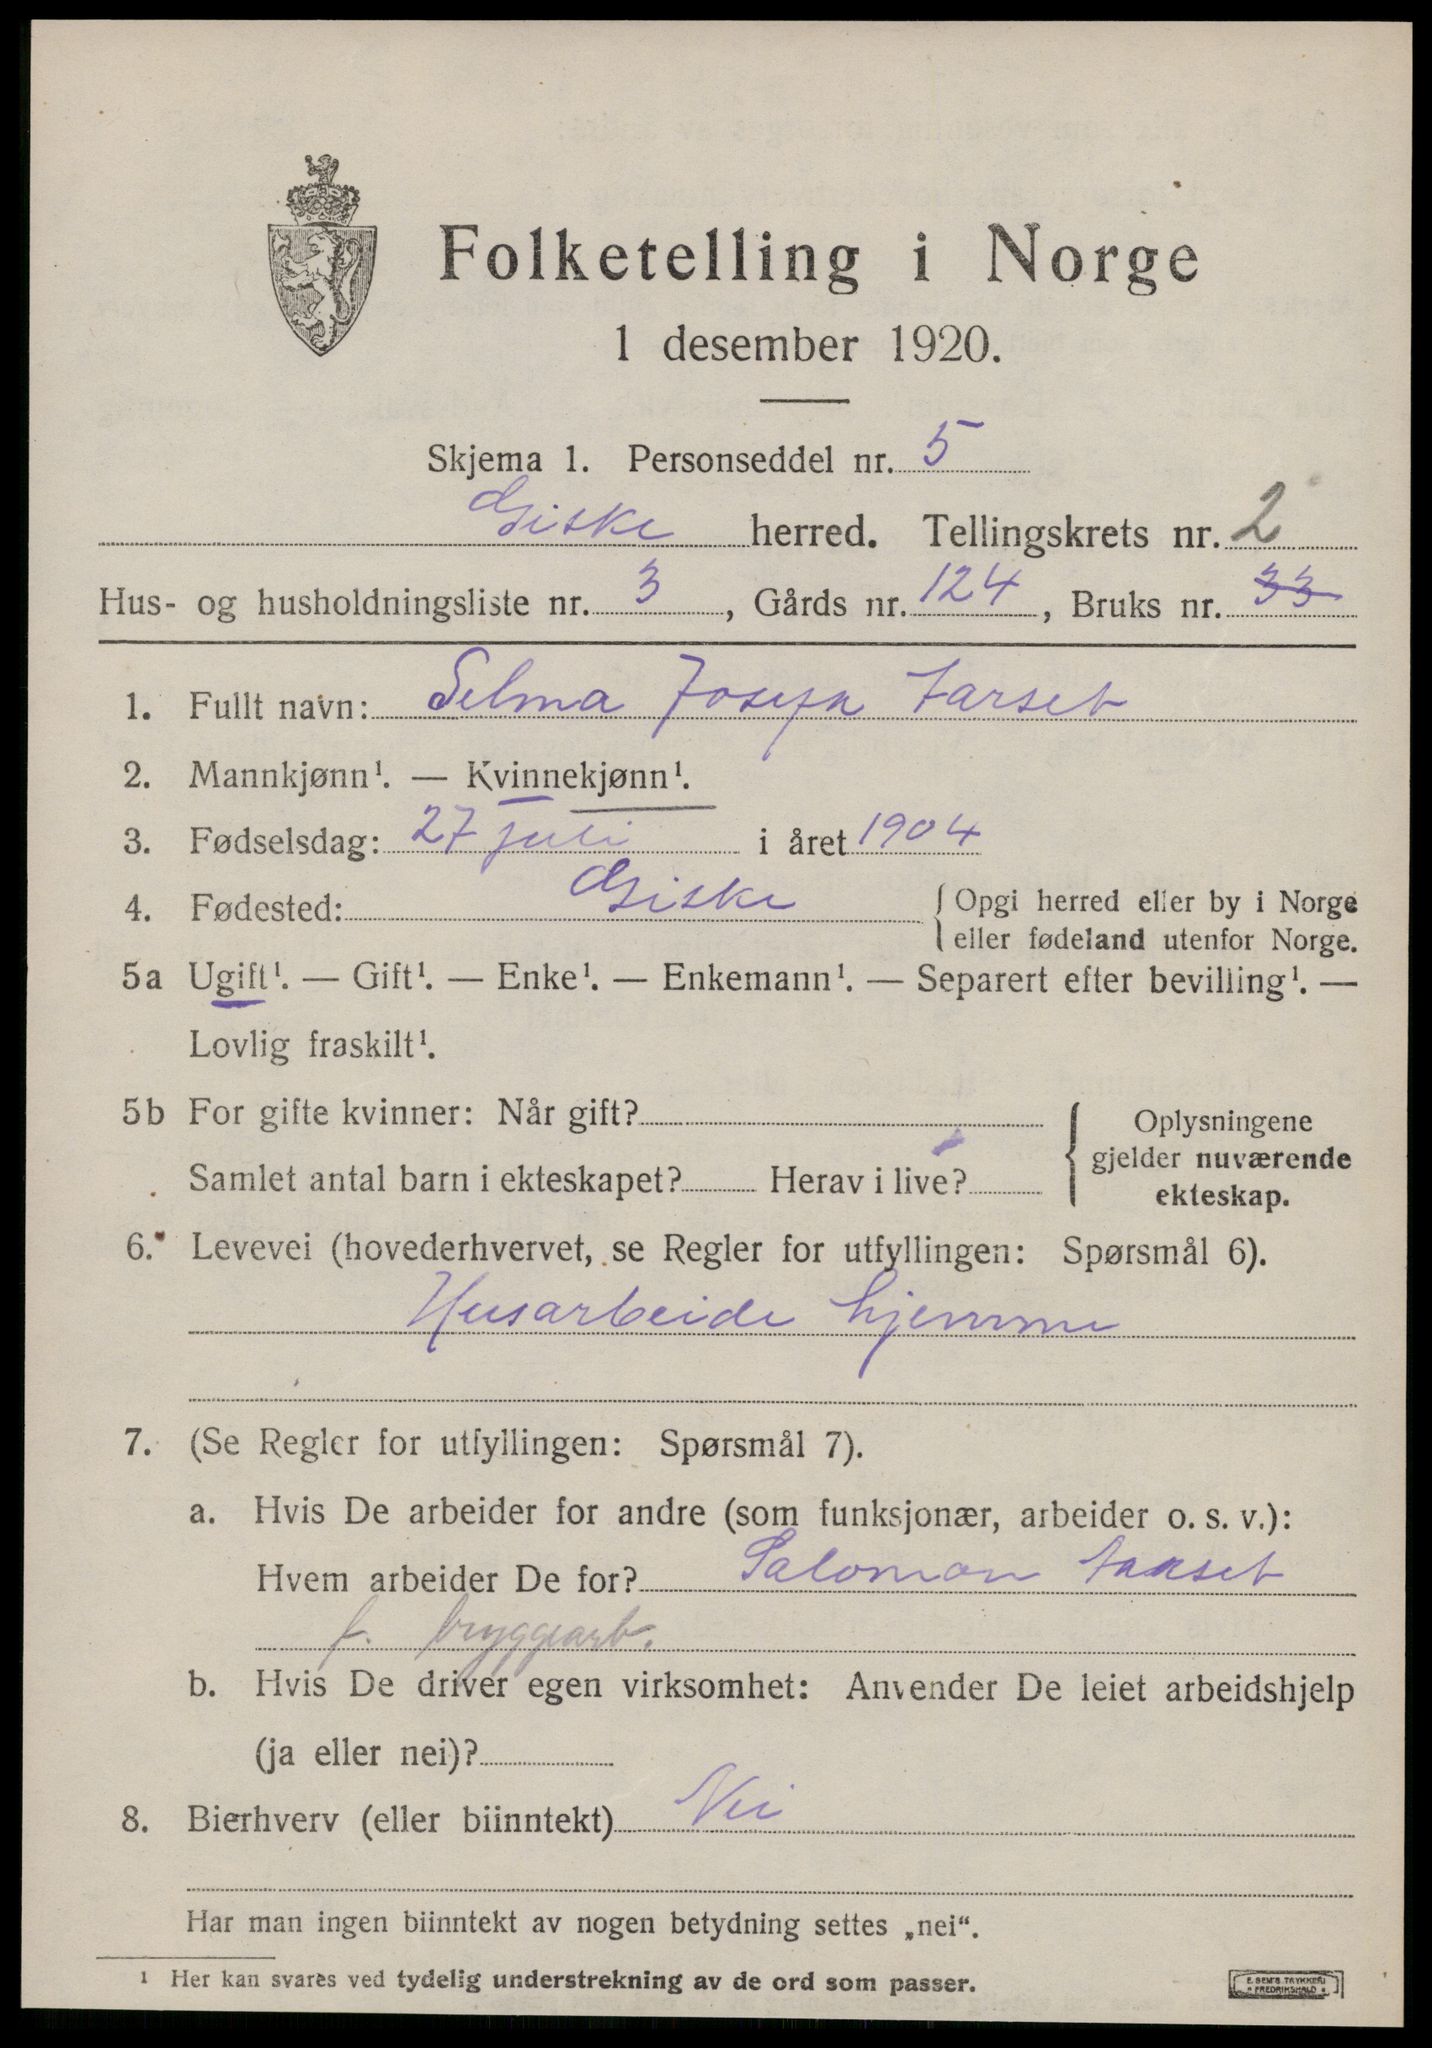 Folketelling i Norge
1 desember 1920.
Skjema 1. Personseddel nr. 5
Giske herred. Tellingskrets nr. 2
Hus- og husholdningsliste nr. 3, Gårds nr. 124, Bruks nr. 33
1. Fullt navn: Selma Josefa Tarset
2. Mannkjønn¹. — Kvinnekjønn¹.
3. Fødselsdag: 27 juli i året 1904
4. Fødested: Giske { Opgi herred eller by i Norge
eller fødeland utenfor Norge.
5a Ugift¹. — Gift¹. — Enke¹. — Enkemann¹. — Separert efter bevilling¹. —
Lovlig fraskilt¹.
5b For gifte kvinner: Når gift?
Samlet antal barn i ekteskapet? Herav i live?
{ Oplysningene
gjelder nuværende
ekteskap.
6. Levevei (hovederhvervet, se Regler for utfyllingen: Spørsmål 6).
Husarbeide hjemme
7. (Se Regler for utfyllingen: Spørsmål 7).
a. Hvis De arbeider for andre (som funksjonær, arbeider o. s. v.):
Hvem arbeider De for? Salomon Tarset
f. bryggearb.
b. Hvis De driver egen virksomhet: Anvender De leiet arbeidshjelp
(ja eller nei)?
8. Bierhverv (eller biinntekt) Nei
Har man ingen biinntekt av nogen betydning settes „nei“.
¹ Her kan svares ved tydelig understrekning av de ord som passer.
E. SEM'S TRYKKERI
FREDRIKSHALD